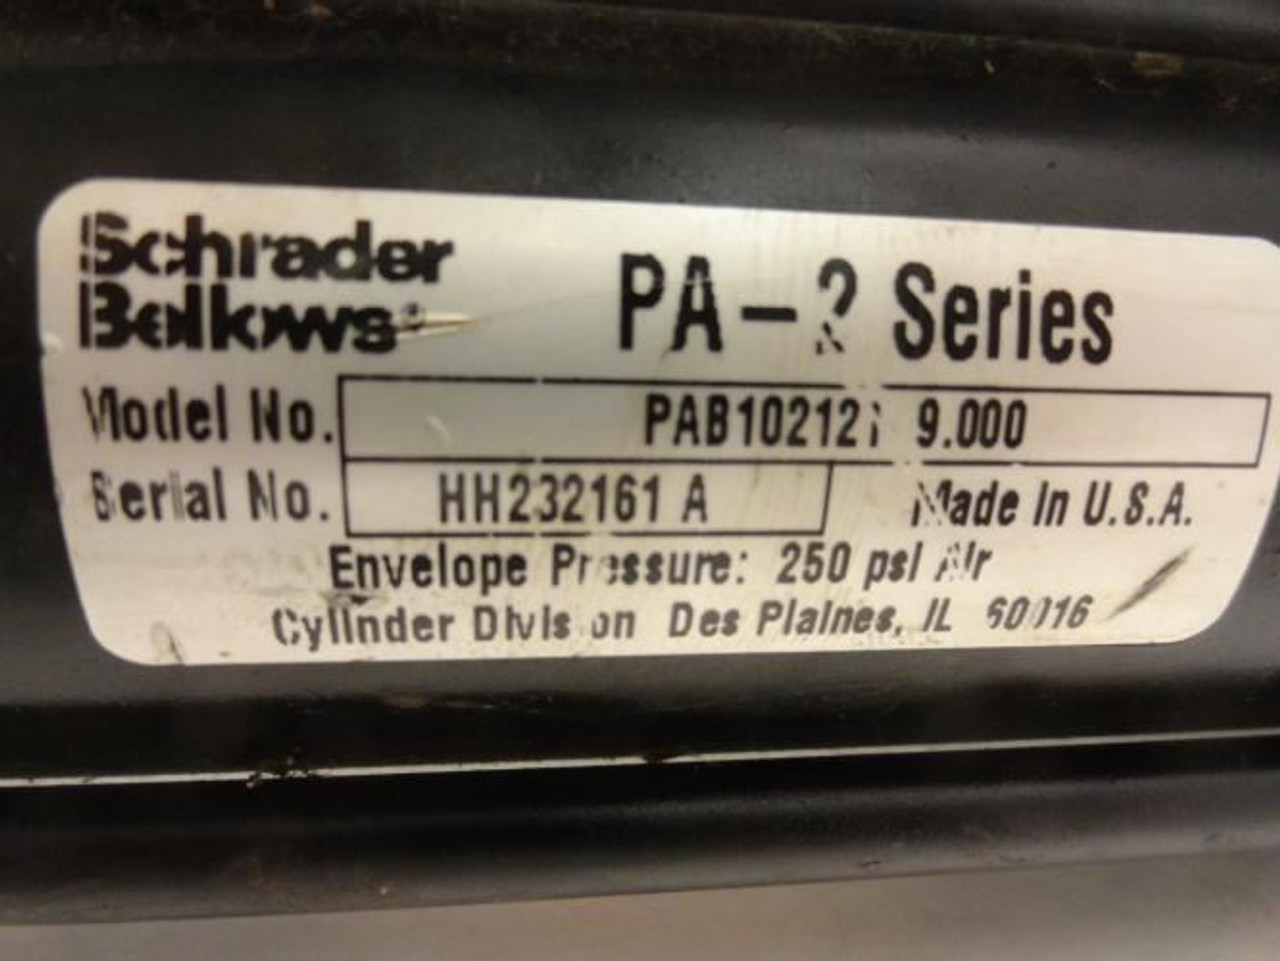 Schrader
Bellows®
PA-2 Series
Model No. 9.000
Serial No. HH232161 A
Made In U.S.A.
Envelope Pressure: 250 psi Air
Cylinder Division Des Plaines, IL 60016